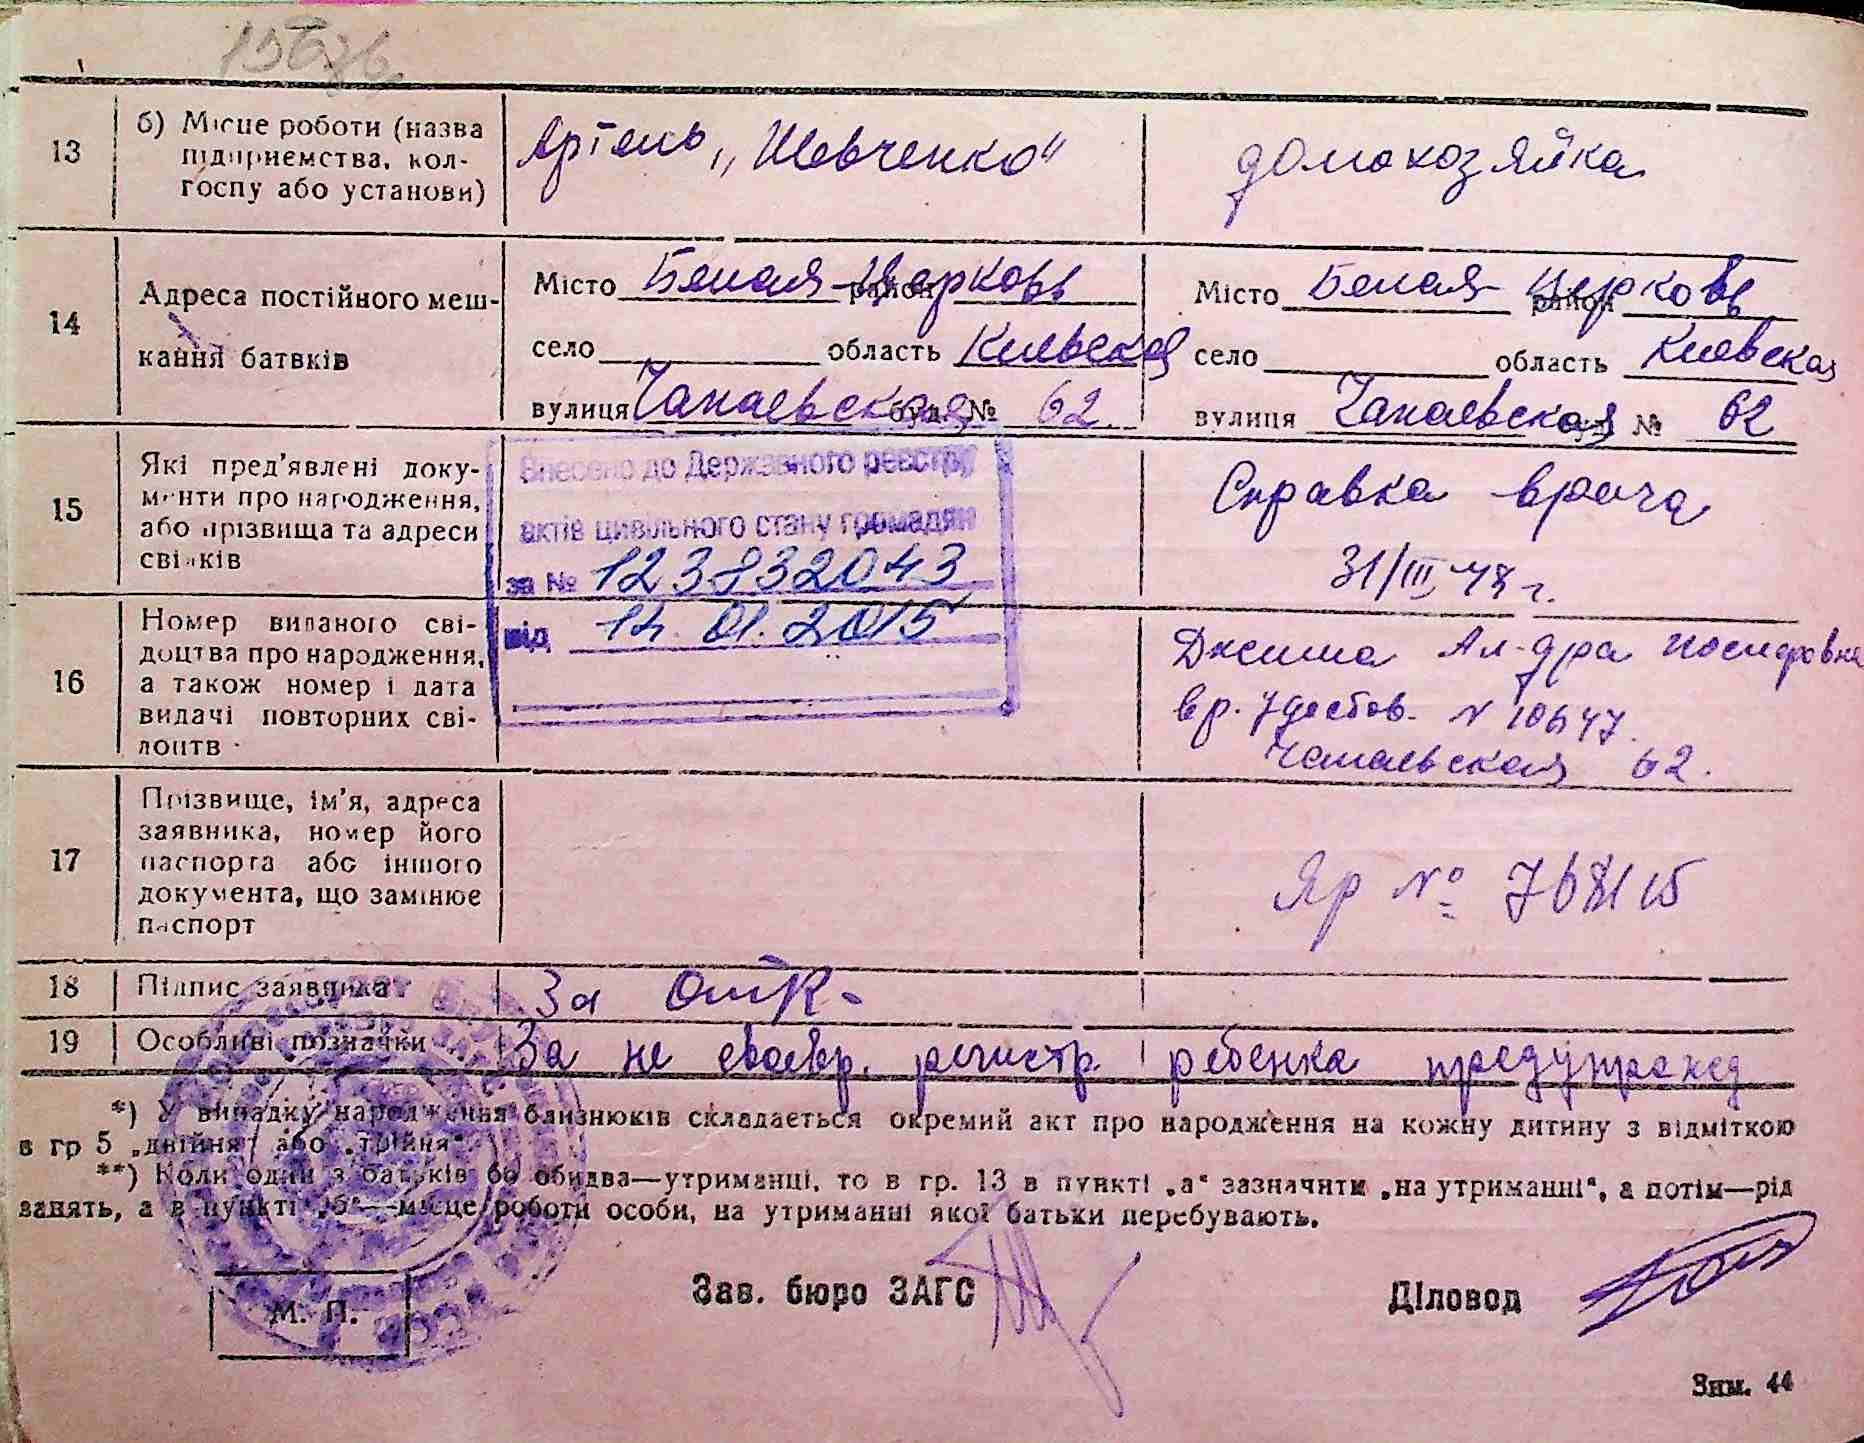 13
б) Місце роботи (назва
підприємства, кол-
госпу або установи)
Артель „Шевченко“
домохозяйка
14
Адреса постійного меш-
кання батвків
Місто Белая-Церковь район
село область Киевская
вулиця Чапаевская буд. № 62.
Місто Белая-Церковь район
село область Киевская
вулиця Чапаевская буд. № 62
15
Які пред'явлені доку-
менти про народження,
або прізвища та адреси
свідків
Внесено до Державного реєстру
актів цивільного стану громадян
за № 123832043
від 14.01.2015
Справка врача
31/III-48 г.
16
Номер виданого сві-
доцтва про народження,
а також номер і дата
видачі повторних сві-
доцтв
Ал-дра
вр. удостов. N 10647.
Чапаевская 62.
17
Прізвище, ім'я, адреса
заявника, номер його
паспорта або іншого
документа, що замінює
паспорт
Яр №
18
Підпис заявника
За
19
Особливі позначки
За не своевр. регистр. ребенка предупрежд
*) У випадку народження близнюків складається окремий акт про народження на кожну дитину з відміткою
в гр 5 „двійня“ або „трійня“.
**) Коли один з батьків бо обидва—утриманці, то в гр. 13 в пункті „а“ зазначити „на утриманні“, а потім—рід
занять, а в пункті „б“—місце роботи особи, на утриманні якої батьки перебувають.
М. П.
Зав. бюро ЗАГС
Діловод
Зим. 44